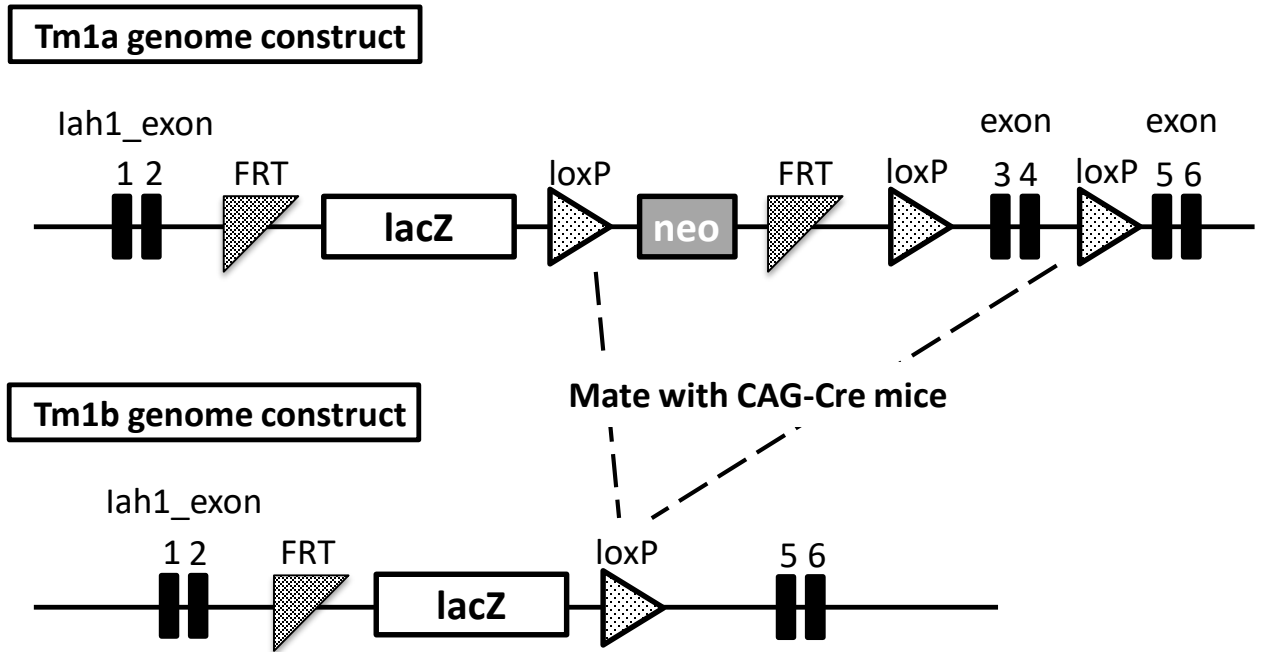 Tm1a genome construct
Iah1_exon
exon
exon
1 2
FRT
loxP
FRT
loxP
3 4
loxP
5 6
lacZ
neo
Mate with CAG-Cre mice
Tm1b genome construct
Iah1_exon
1 2
FRT
loxP
5 6
lacZ